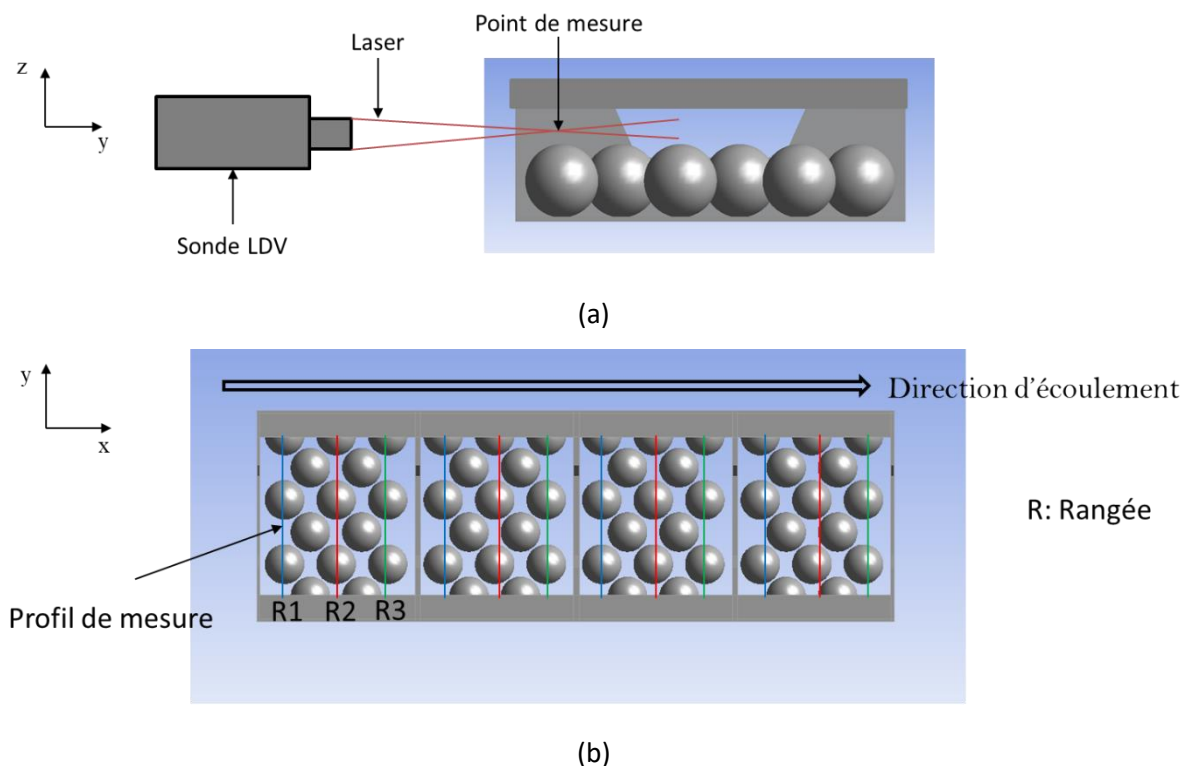 Point de mesure
Laser
z
y
Sonde LDV
(a)
y
x
Direction d'écoulement
R: Rangée
Profil de mesure
R1 R2 R3
(b)